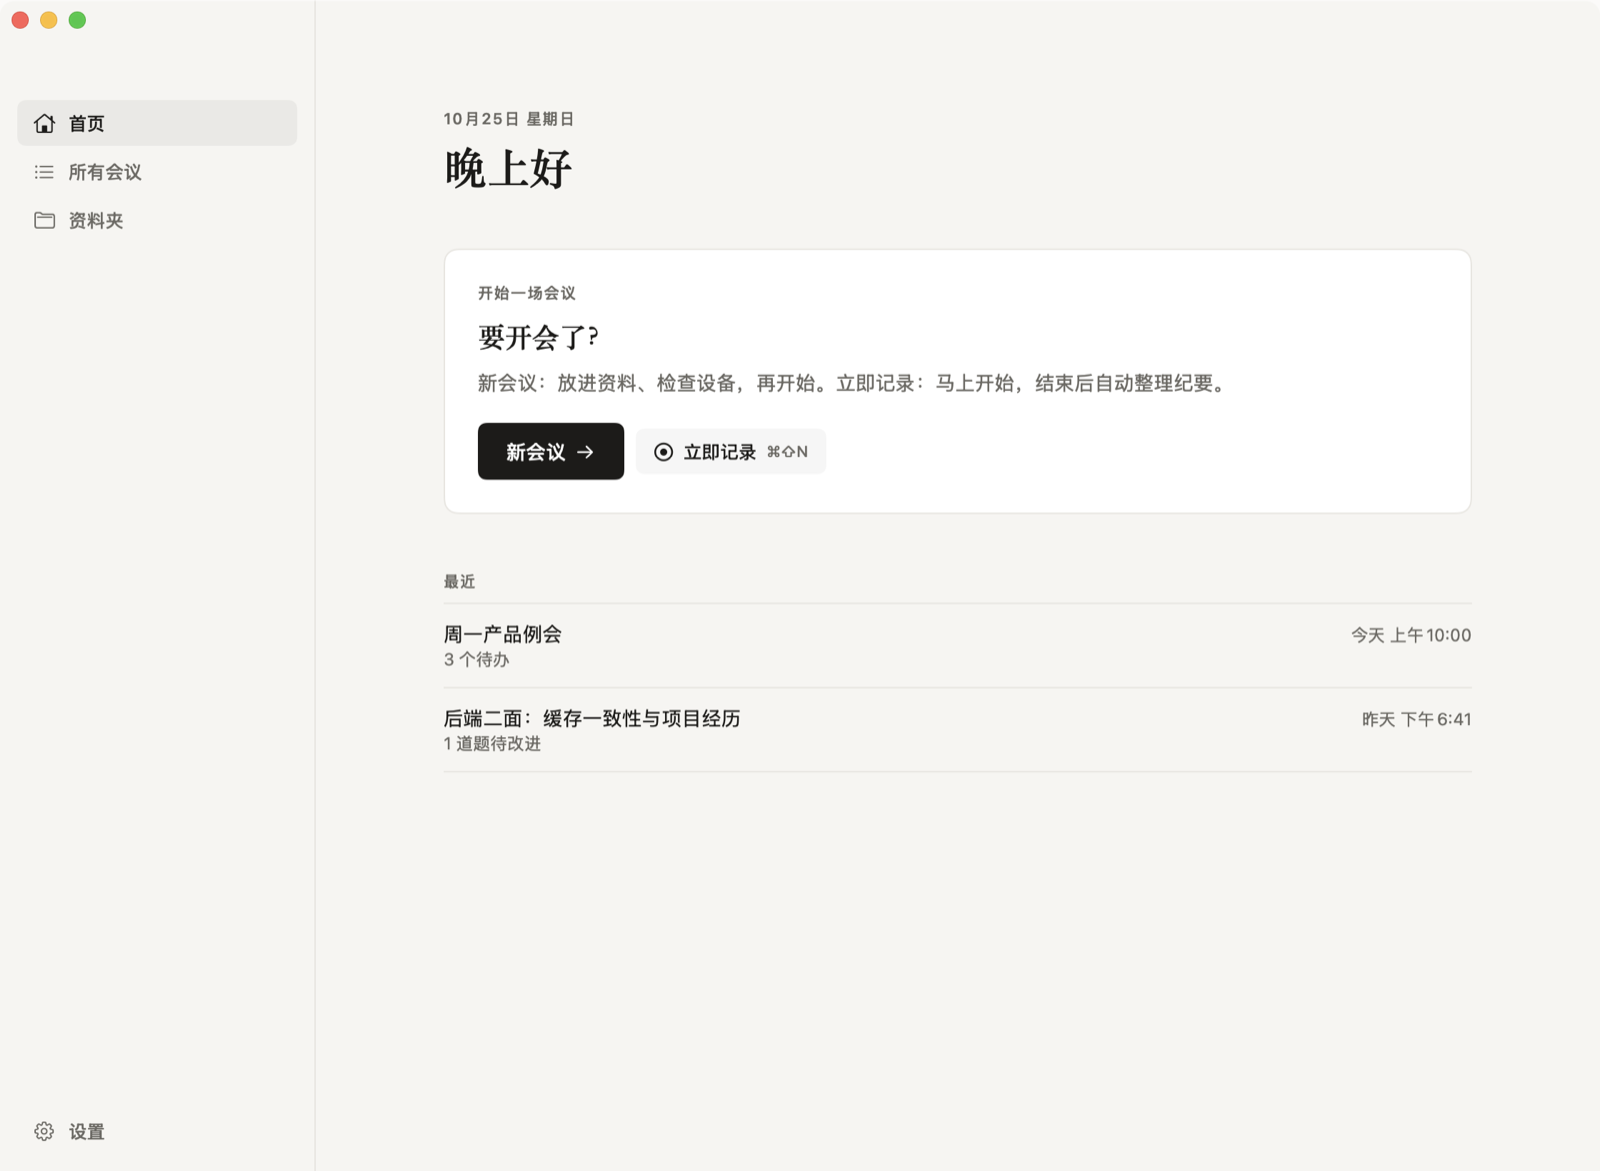 首页
所有会议
资料夹
设置
10月25日 星期日
晚上好
开始一场会议
要开会了?
新会议：放进资料、检查设备，再开始。立即记录：马上开始，结束后自动整理纪要。
新会议 →
立即记录 ⌘⇧N
最近
周一产品例会 今天 上午10:00
3 个待办
后端二面：缓存一致性与项目经历 昨天 下午6:41
1 道题待改进